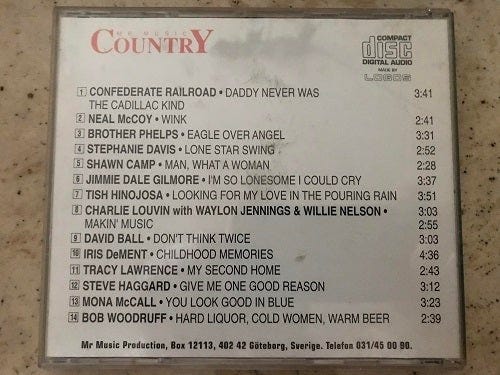 MR MUSIC
COUNTRY
COMPACT
disc
DIGITAL AUDIO
MADE BY
LOGOS
1 CONFEDERATE RAILROAD • DADDY NEVER WAS 3:41
THE CADILLAC KIND
2 NEAL McCOY • WINK 2:41
3 BROTHER PHELPS • EAGLE OVER ANGEL 3:31
4 STEPHANIE DAVIS • LONE STAR SWING 2:52
5 SHAWN CAMP • MAN, WHAT A WOMAN 2:28
6 JIMMIE DALE GILMORE • I'M SO LONESOME I COULD CRY 3:37
7 TISH HINOJOSA • LOOKING FOR MY LOVE IN THE POURING RAIN 3:51
8 CHARLIE LOUVIN with WAYLON JENNINGS & WILLIE NELSON • 3:03
MAKIN' MUSIC 2:55
9 DAVID BALL • DON'T THINK TWICE 3:03
10 IRIS DeMENT • CHILDHOOD MEMORIES 4:36
11 TRACY LAWRENCE • MY SECOND HOME 2:43
12 STEVE HAGGARD • GIVE ME ONE GOOD REASON 3:12
13 MONA McCALL • YOU LOOK GOOD IN BLUE 3:23
14 BOB WOODRUFF • HARD LIQUOR, COLD WOMEN, WARM BEER 2:39
Mr Music Production, Box 12113, 402 42 Göteborg, Sverige. Telefon 031/45 00 90.